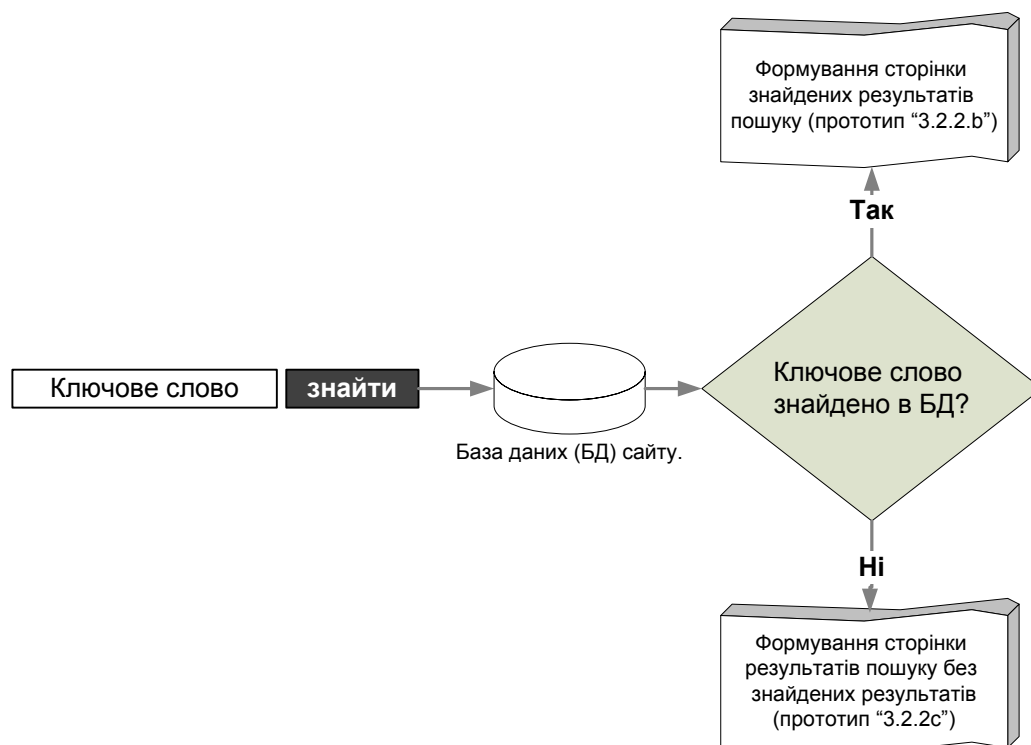 Формування сторінки
знайдених результатів
пошуку (прототип “3.2.2.b”)
Так
Ключове слово
знайти
База даних (БД) сайту.
Ключове слово
знайдено в БД?
Ні
Формування сторінки
результатів пошуку без
знайдених результатів
(прототип “3.2.2c”)